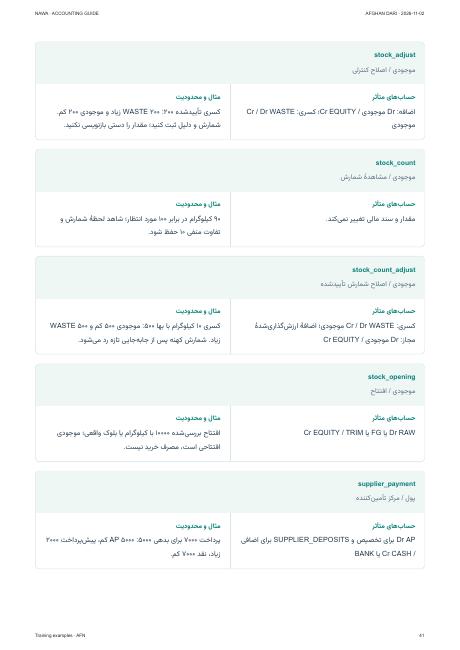 NAWA · ACCOUNTING GUIDE
AFGHAN DARI · 2026-11-02
stock_adjust
موجودی / اصلاح کنترلی
حساب‌های متأثر
اضافه: Dr موجودی / Cr EQUITY؛ کسری: Cr / Dr WASTE
موجودی
مثال و محدودیت
کسری تأییدشده ۲۰۰: WASTE ۲۰۰ زیاد و موجودی ۲۰۰ کم.
شمارش و دلیل ثبت کنید؛ مقدار را دستی بازنویسی نکنید.
stock_count
موجودی / مشاهدهٔ شمارش
حساب‌های متأثر
مقدار و سند مالی تغییر نمی‌کند.
مثال و محدودیت
۹۰ کیلوگرام در برابر ۱۰۰ مورد انتظار؛ شاهد لحظهٔ شمارش و
تفاوت منفی ۱۰ حفظ شود.
stock_count_adjust
موجودی / اصلاح شمارش تأییدشده
حساب‌های متأثر
کسری: Cr / Dr WASTE موجودی؛ اضافهٔ ارزش‌گذاری‌شدهٔ
مجاز: Dr موجودی / Cr EQUITY
مثال و محدودیت
کسری ۱۰ کیلوگرام با بها ۵۰۰: موجودی ۵۰۰ کم و WASTE ۵۰۰
زیاد. شمارش کهنه پس از جابه‌جایی تازه رد می‌شود.
stock_opening
موجودی / افتتاح
حساب‌های متأثر
Dr RAW یا FG یا Cr EQUITY / TRIM
مثال و محدودیت
افتتاح بررسی‌شده ۱۰۰۰۰ با کیلوگرام یا بلوک واقعی؛ موجودی
افتتاحی است، مصرف خرید نیست.
supplier_payment
پول / مرکز تأمین‌کننده
حساب‌های متأثر
Dr AP برای تخصیص و SUPPLIER_DEPOSITS برای اضافی
/ Cr CASH یا BANK
مثال و محدودیت
پرداخت ۷۰۰۰ برای بدهی ۵۰۰۰: AP ۵۰۰۰ کم، پیش‌پرداخت ۲۰۰۰
زیاد، نقد ۷۰۰۰ کم.
Training examples · AFN
41